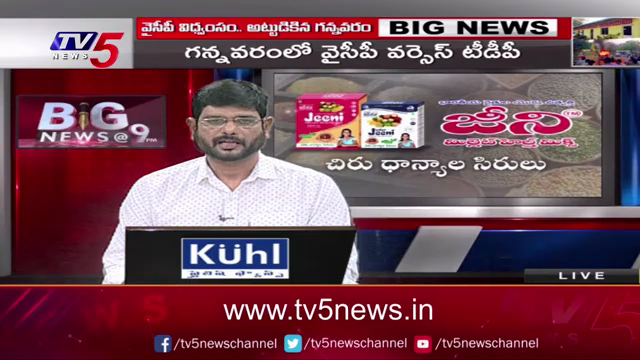 TV5
NEWS
వైసీపీ విధ్వంసం.. అట్టుడికిన గన్నవరం
BIG NEWS
గన్నవరంలో వైసీపీ వర్సెస్ టీడీపీ
BIG
NEWS@9PM
Jeeni
Jeeni
జీని
TM
చిరు ధాన్యాల సిరులు
Kühl
LIVE
www.tv5news.in
/tv5newschannel
/tv5newschannel
/tv5newschannel